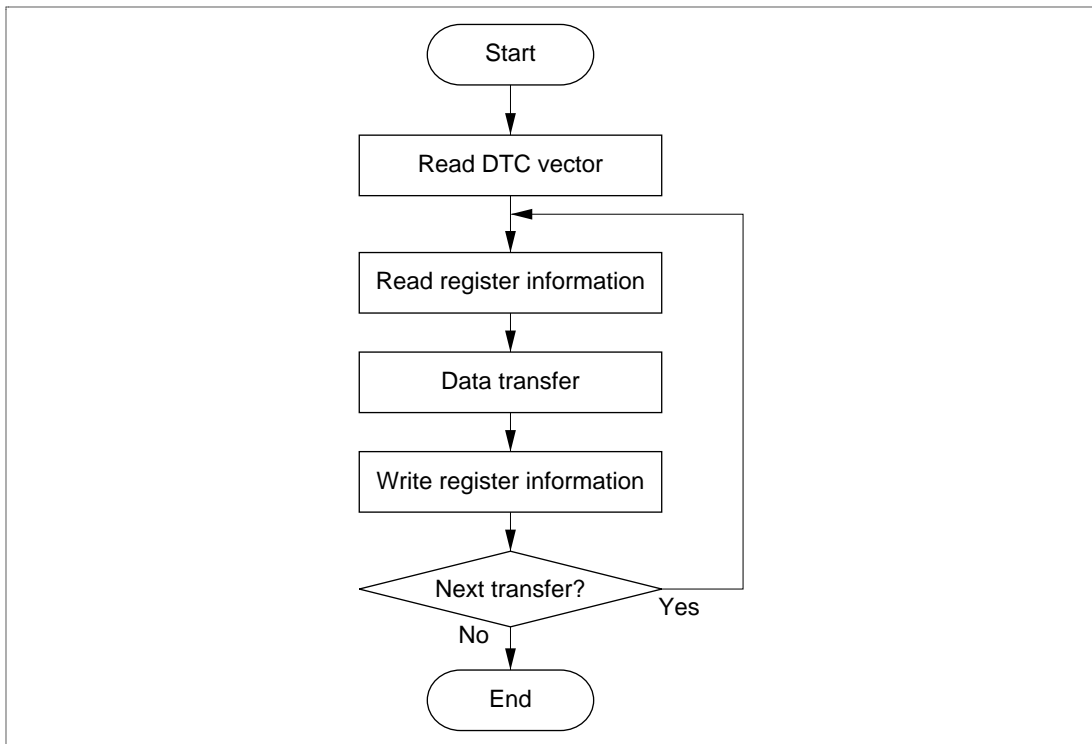 Start
Read DTC vector
Read register information
Data transfer
Write register information
Next transfer?
Yes
No
End